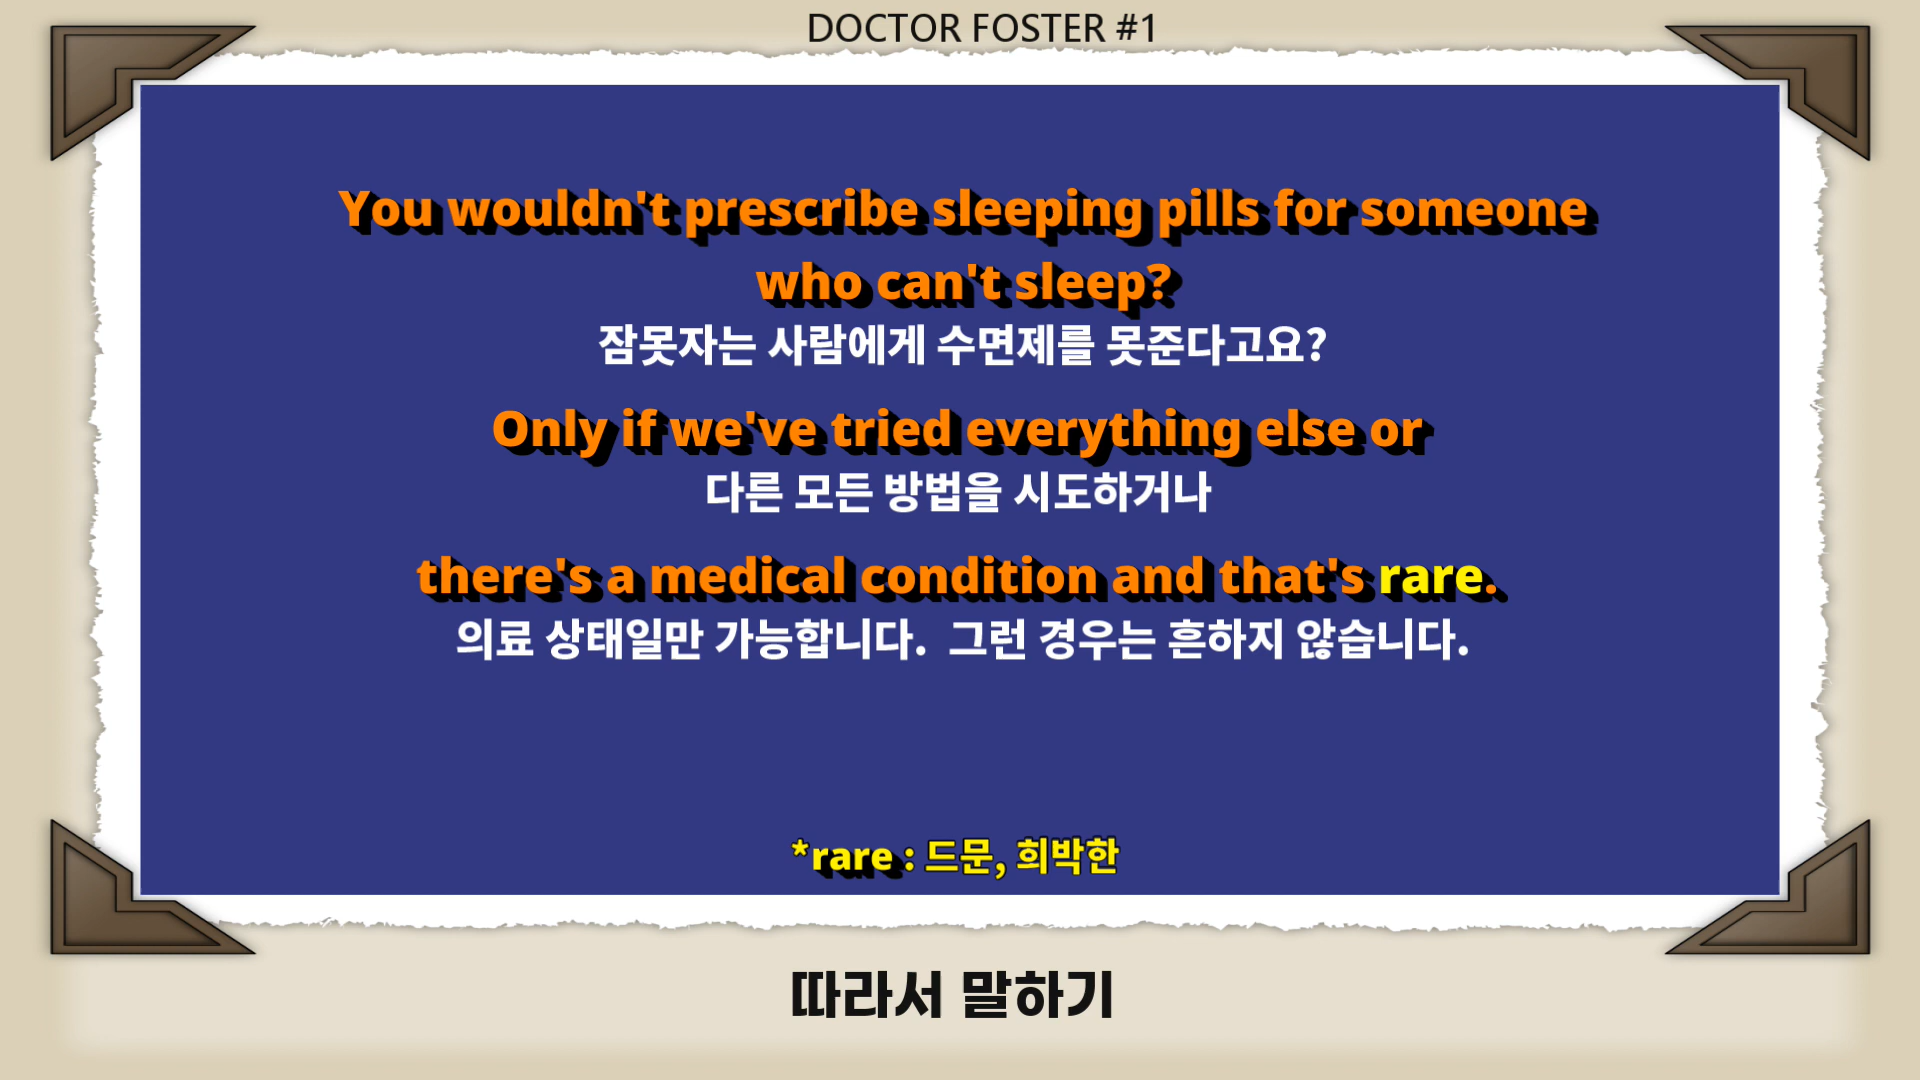 DOCTOR FOSTER #1
You wouldn't prescribe sleeping pills for someone
who can't sleep?
잠못자는 사람에게 수면제를 못준다고요?
Only if we've tried everything else or
다른 모든 방법을 시도하거나
there's a medical condition and that's rare.
의료 상태일만 가능합니다.  그런 경우는 흔하지 않습니다.
*rare : 드문, 희박한
따라서 말하기